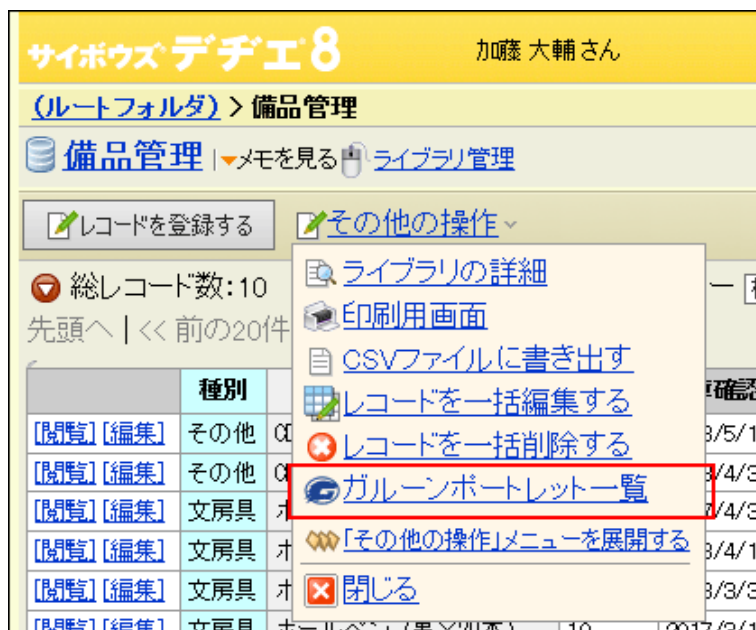 サイボウズ デヂエ 8
加藤 大輔 さん
(ルートフォルダ) > 備品管理
備品管理 | メモを見る ライブラリ管理
レコードを登録する その他の操作
総レコード数:10
ー
先頭へ | << 前の20件
ライブラリの詳細
印刷用画面
CSVファイルに書き出す
レコードを一括編集する
レコードを一括削除する
ガルーンポートレット一覧
「その他の操作」メニューを展開する
閉じる
種別
[閲覧] [編集] その他
[閲覧] [編集] その他
[閲覧] [編集] 文房具
[閲覧] [編集] 文房具
[閲覧] [編集] 文房具
[閲覧] [編集] 文房具